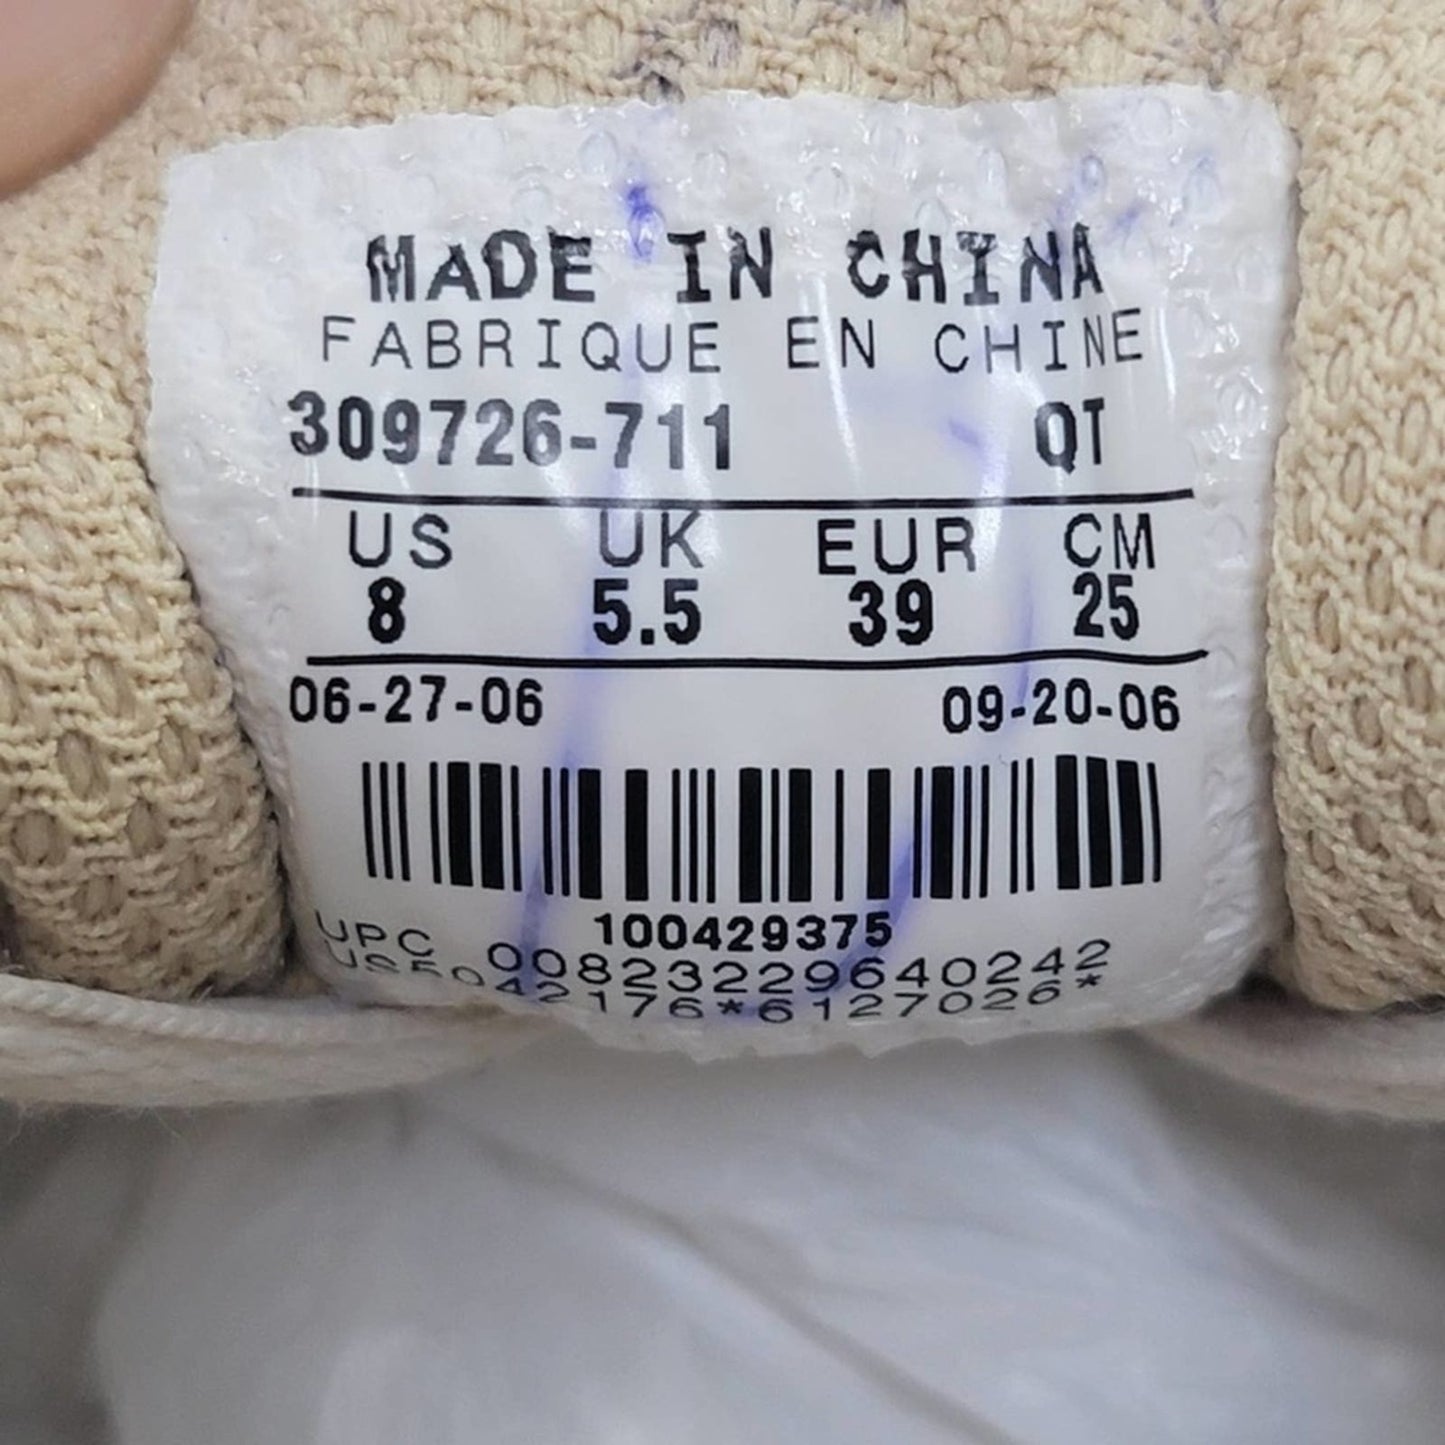 MADE IN CHINA
FABRIQUE EN CHINE
309726-711 QT
US UK EUR CM
8 5.5 39 25
06-27-06 09-20-06
100429375
UPC 00823229640242
US5042176*6127026*